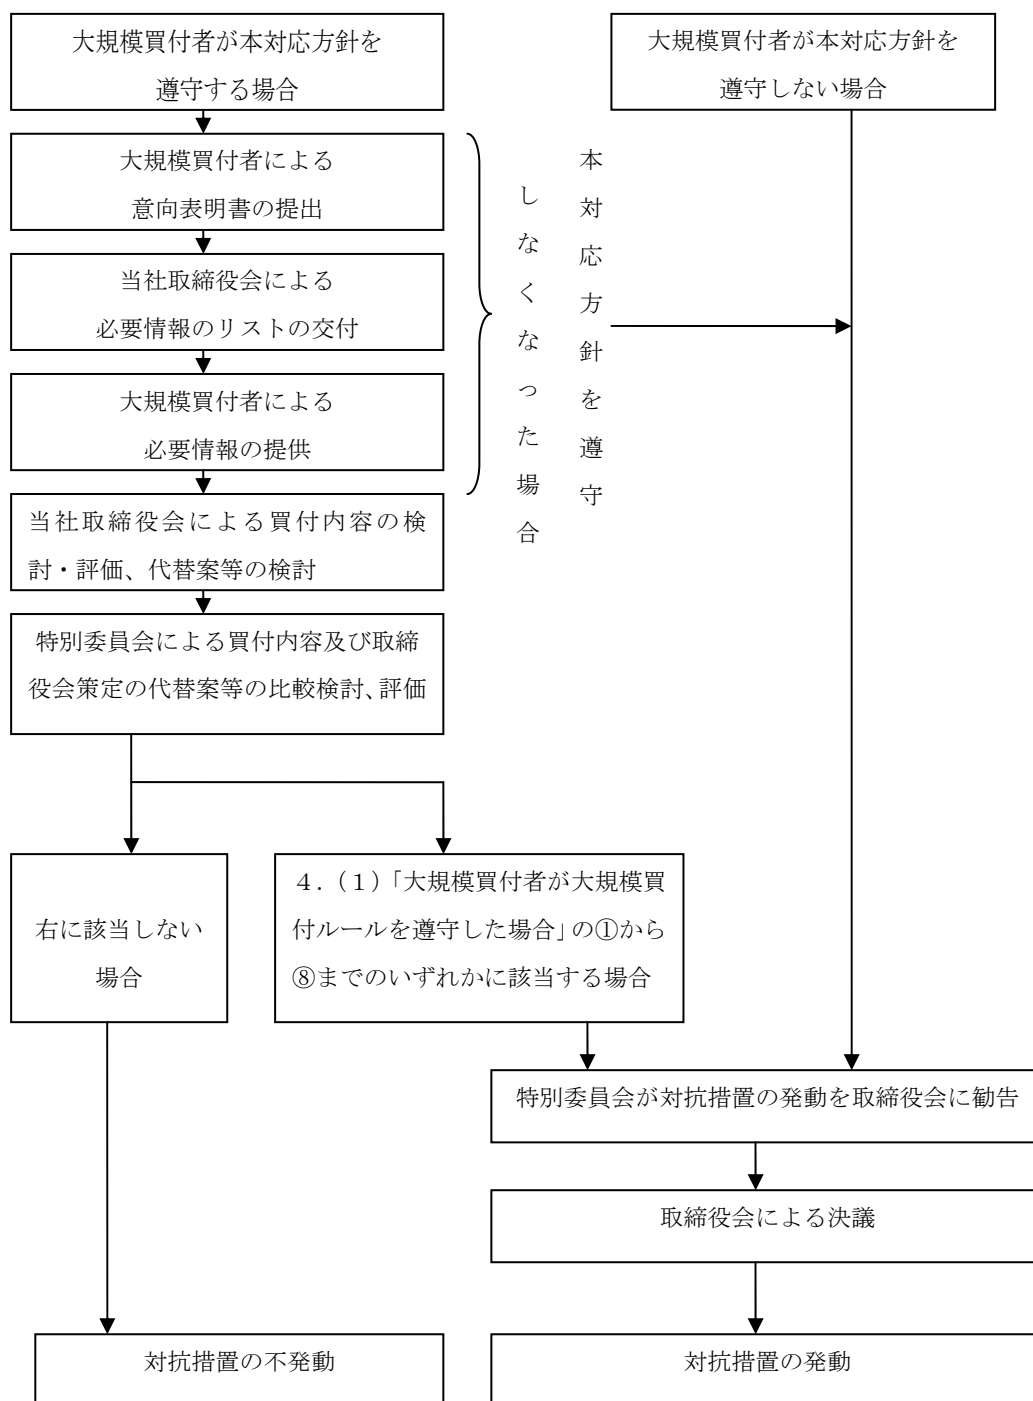 大規模買付者が本対応方針を
遵守する場合
大規模買付者が本対応方針を
遵守しない場合
大規模買付者による
意向表明書の提出
当社取締役会による
必要情報のリストの交付
大規模買付者による
必要情報の提供
本対応方針を遵守
しなくなった場合
当社取締役会による買付内容の検
討・評価、代替案等の検討
特別委員会による買付内容及び取締
役会策定の代替案等の比較検討、評価
右に該当しない
場合
４．（１）「大規模買付者が大規模買
付ルールを遵守した場合」の①から
⑧までのいずれかに該当する場合
特別委員会が対抗措置の発動を取締役会に勧告
取締役会による決議
対抗措置の不発動
対抗措置の発動